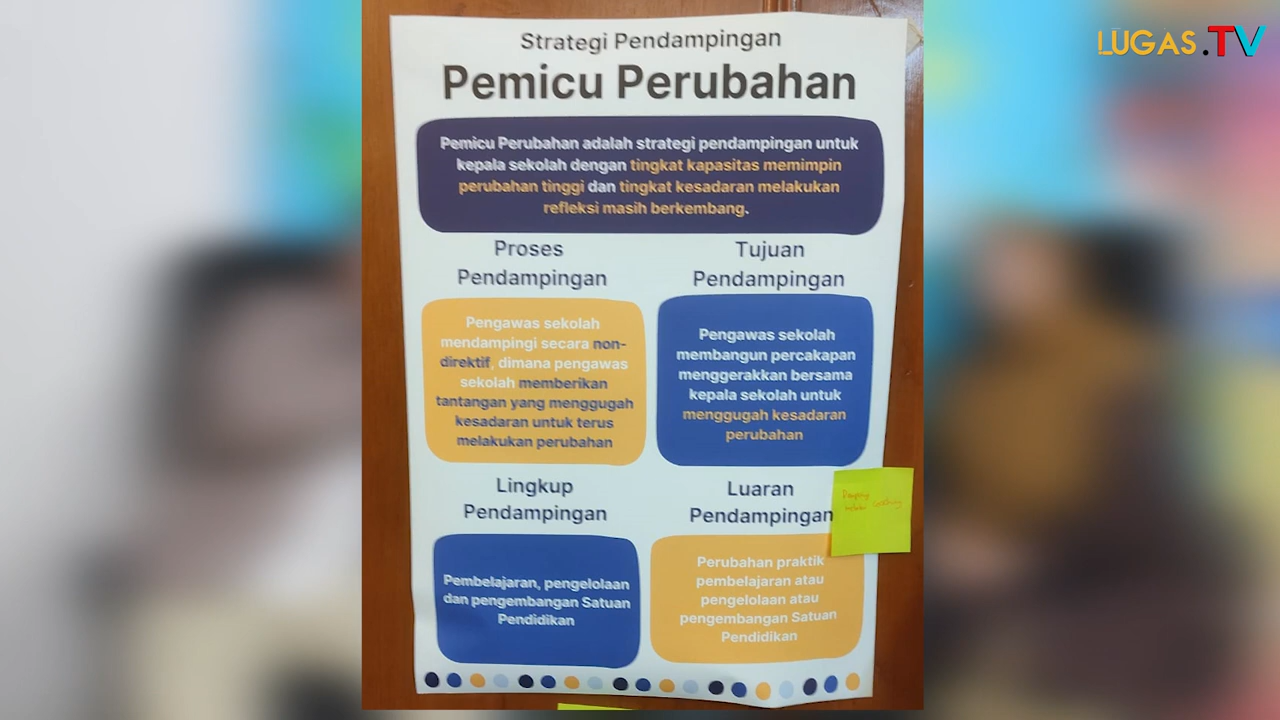 LUGAS.TV
Strategi Pendampingan
Pemicu Perubahan
Pemicu Perubahan adalah strategi pendampingan untuk
kepala sekolah dengan tingkat kapasitas memimpin
perubahan tinggi dan tingkat kesadaran melakukan
refleksi masih berkembang.
Proses
Pendampingan
Pengawas sekolah
mendampingi secara non-
direktif, dimana pengawas
sekolah memberikan
tantangan yang menggugah
kesadaran untuk terus
melakukan perubahan
Tujuan
Pendampingan
Pengawas sekolah
membangun percakapan
menggerakkan bersama
kepala sekolah untuk
menggugah kesadaran
perubahan
Lingkup
Pendampingan
Pembelajaran, pengelolaan
dan pengembangan Satuan
Pendidikan
Luaran
Pendampingan
Perubahan praktik
pembelajaran atau
pengelolaan atau
pengembangan Satuan
Pendidikan